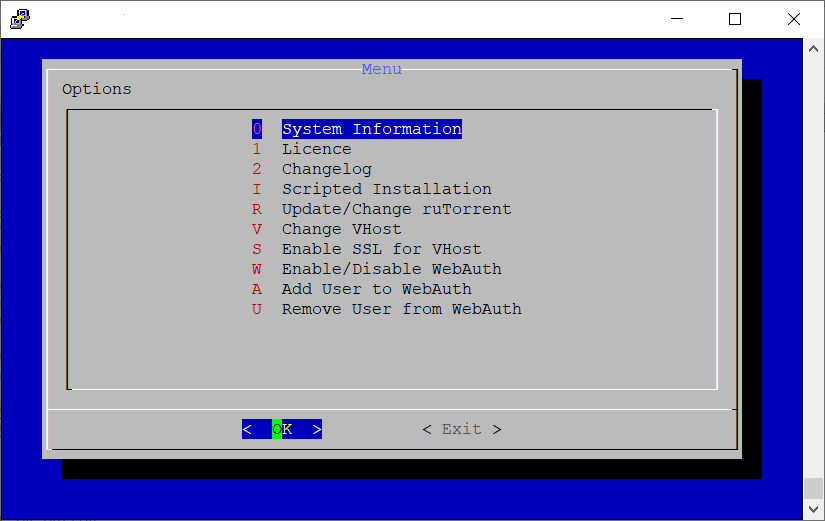 Menu
Options
0 System Information
1 Licence
2 Changelog
I Scripted Installation
R Update/Change ruTorrent
V Change VHost
S Enable SSL for VHost
W Enable/Disable WebAuth
A Add User to WebAuth
U Remove User from WebAuth
< OK > < Exit >